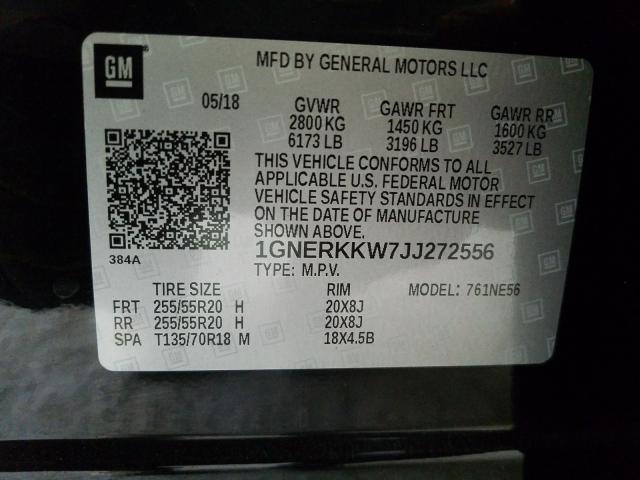 GM
MFD BY GENERAL MOTORS LLC
05/18 GVWR GAWR FRT GAWR RR
2800 KG 1450 KG 1600 KG
6173 LB 3196 LB 3527 LB
THIS VEHICLE CONFORMS TO ALL
APPLICABLE U.S. FEDERAL MOTOR
VEHICLE SAFETY STANDARDS IN EFFECT
ON THE DATE OF MANUFACTURE
SHOWN ABOVE.
384A
1GNERKKW7JJ272556
TYPE: M.P.V.
TIRE SIZE RIM MODEL: 761NE56
FRT 255/55R20 H 20X8J
RR 255/55R20 H 20X8J
SPA T135/70R18 M 18X4.5B